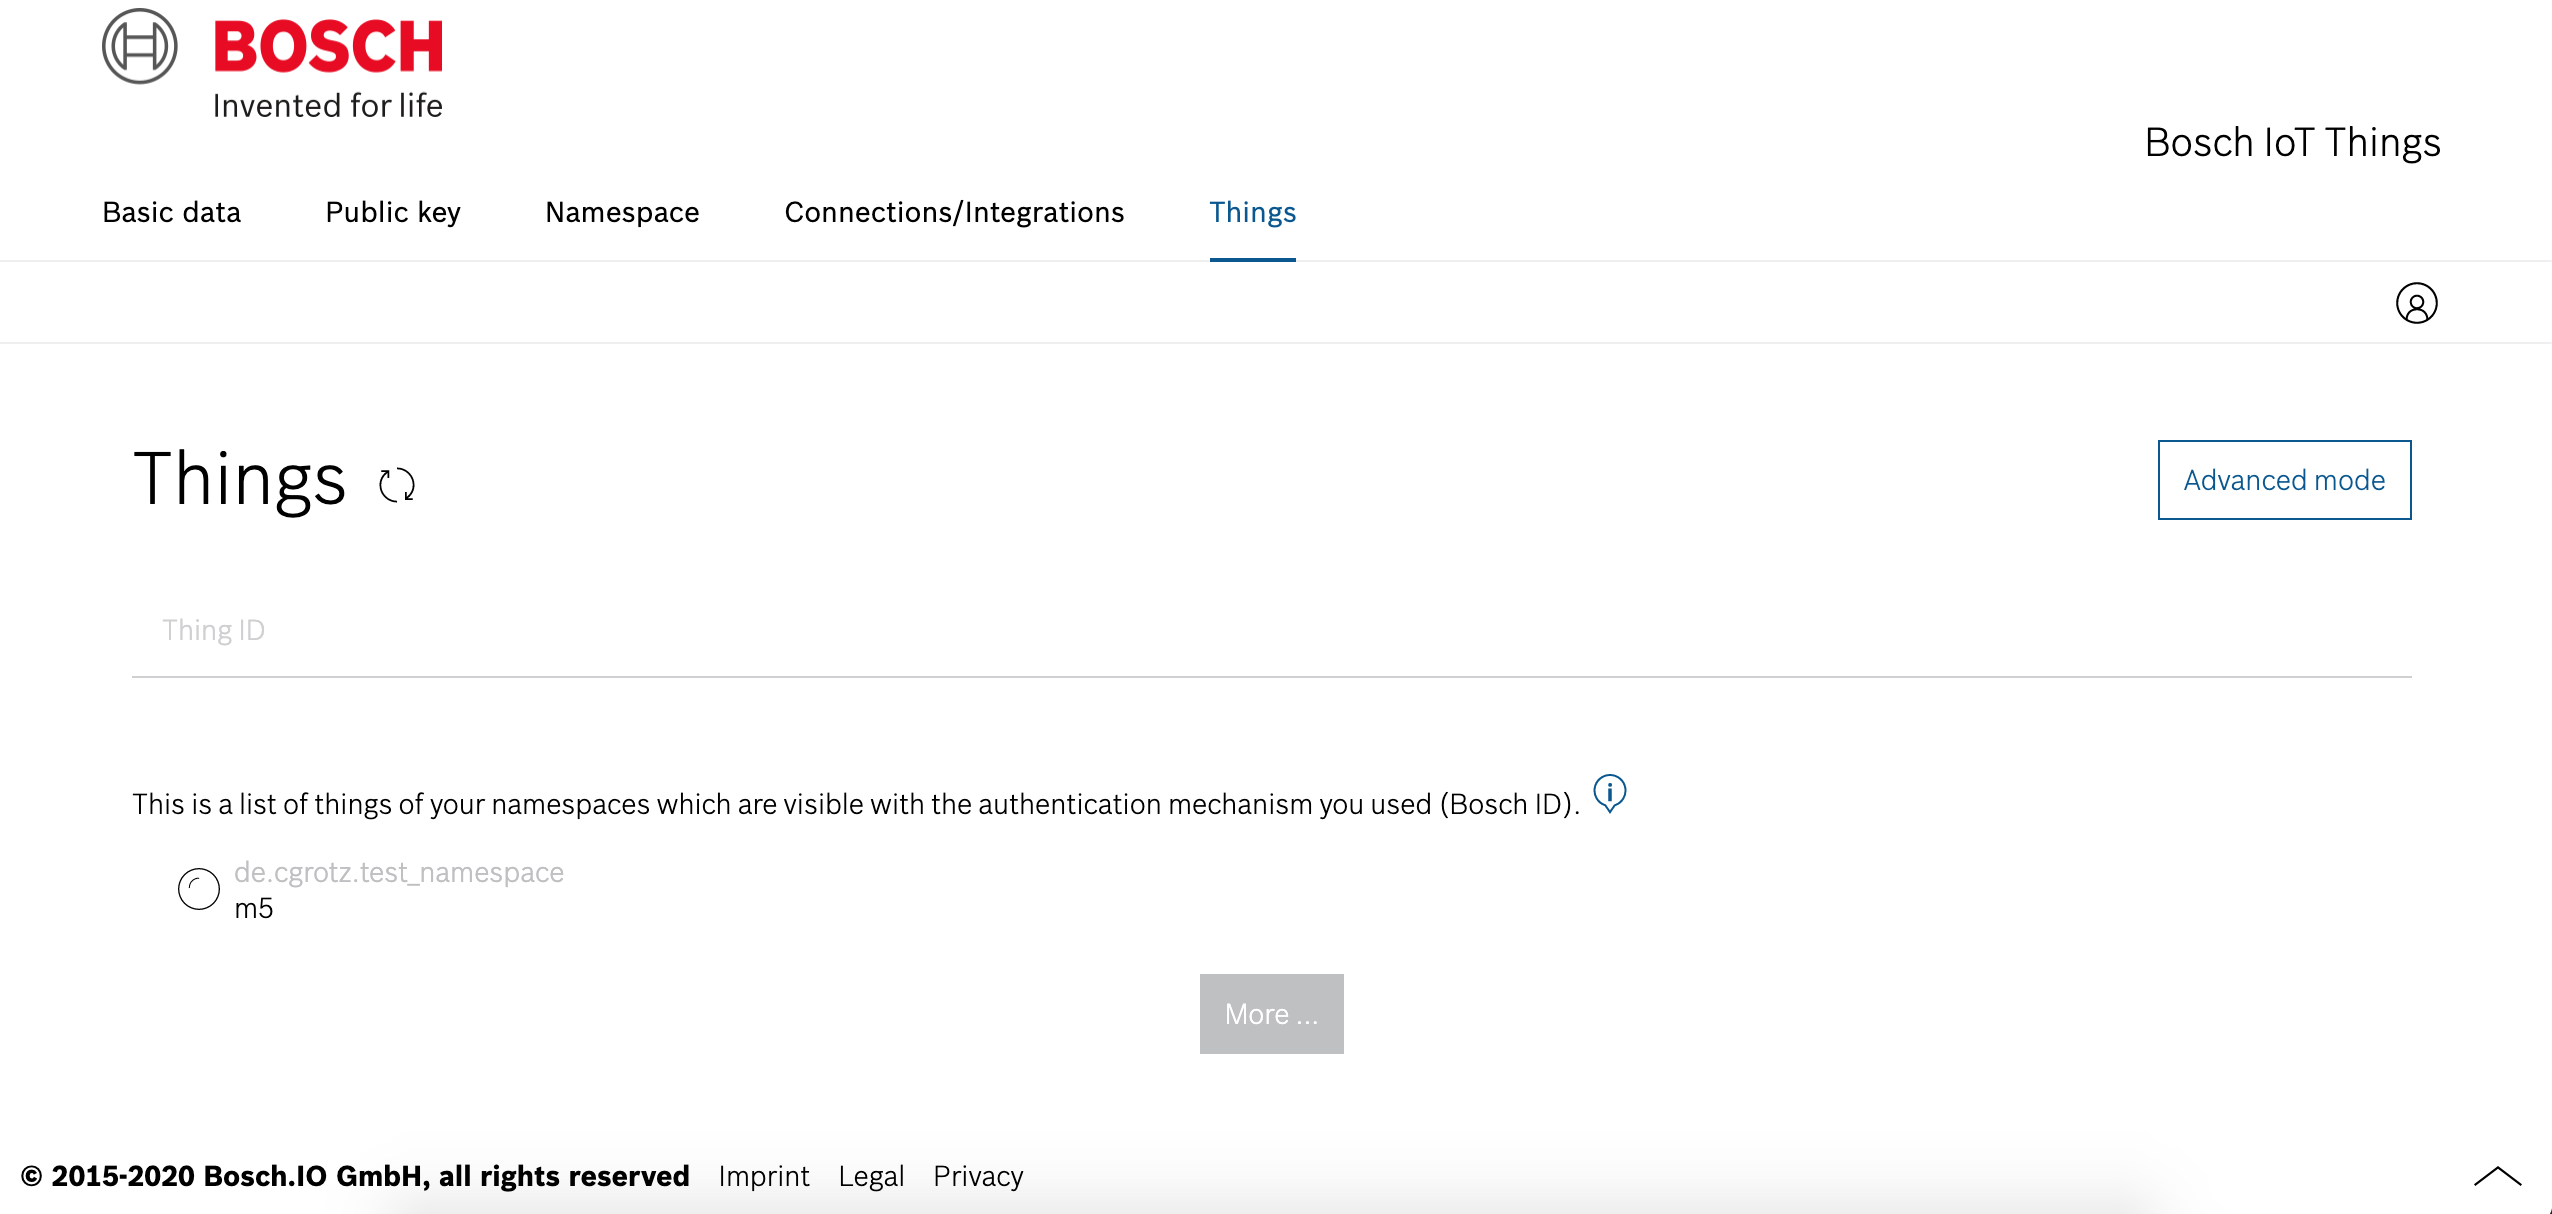 BOSCH
Invented for life
Bosch IoT Things
Basic data Public key Namespace Connections/Integrations Things
Things
Advanced mode
Thing ID
This is a list of things of your namespaces which are visible with the authentication mechanism you used (Bosch ID).
de.cgrotz.test_namespace
m5
More ...
© 2015-2020 Bosch.IO GmbH, all rights reserved Imprint Legal Privacy